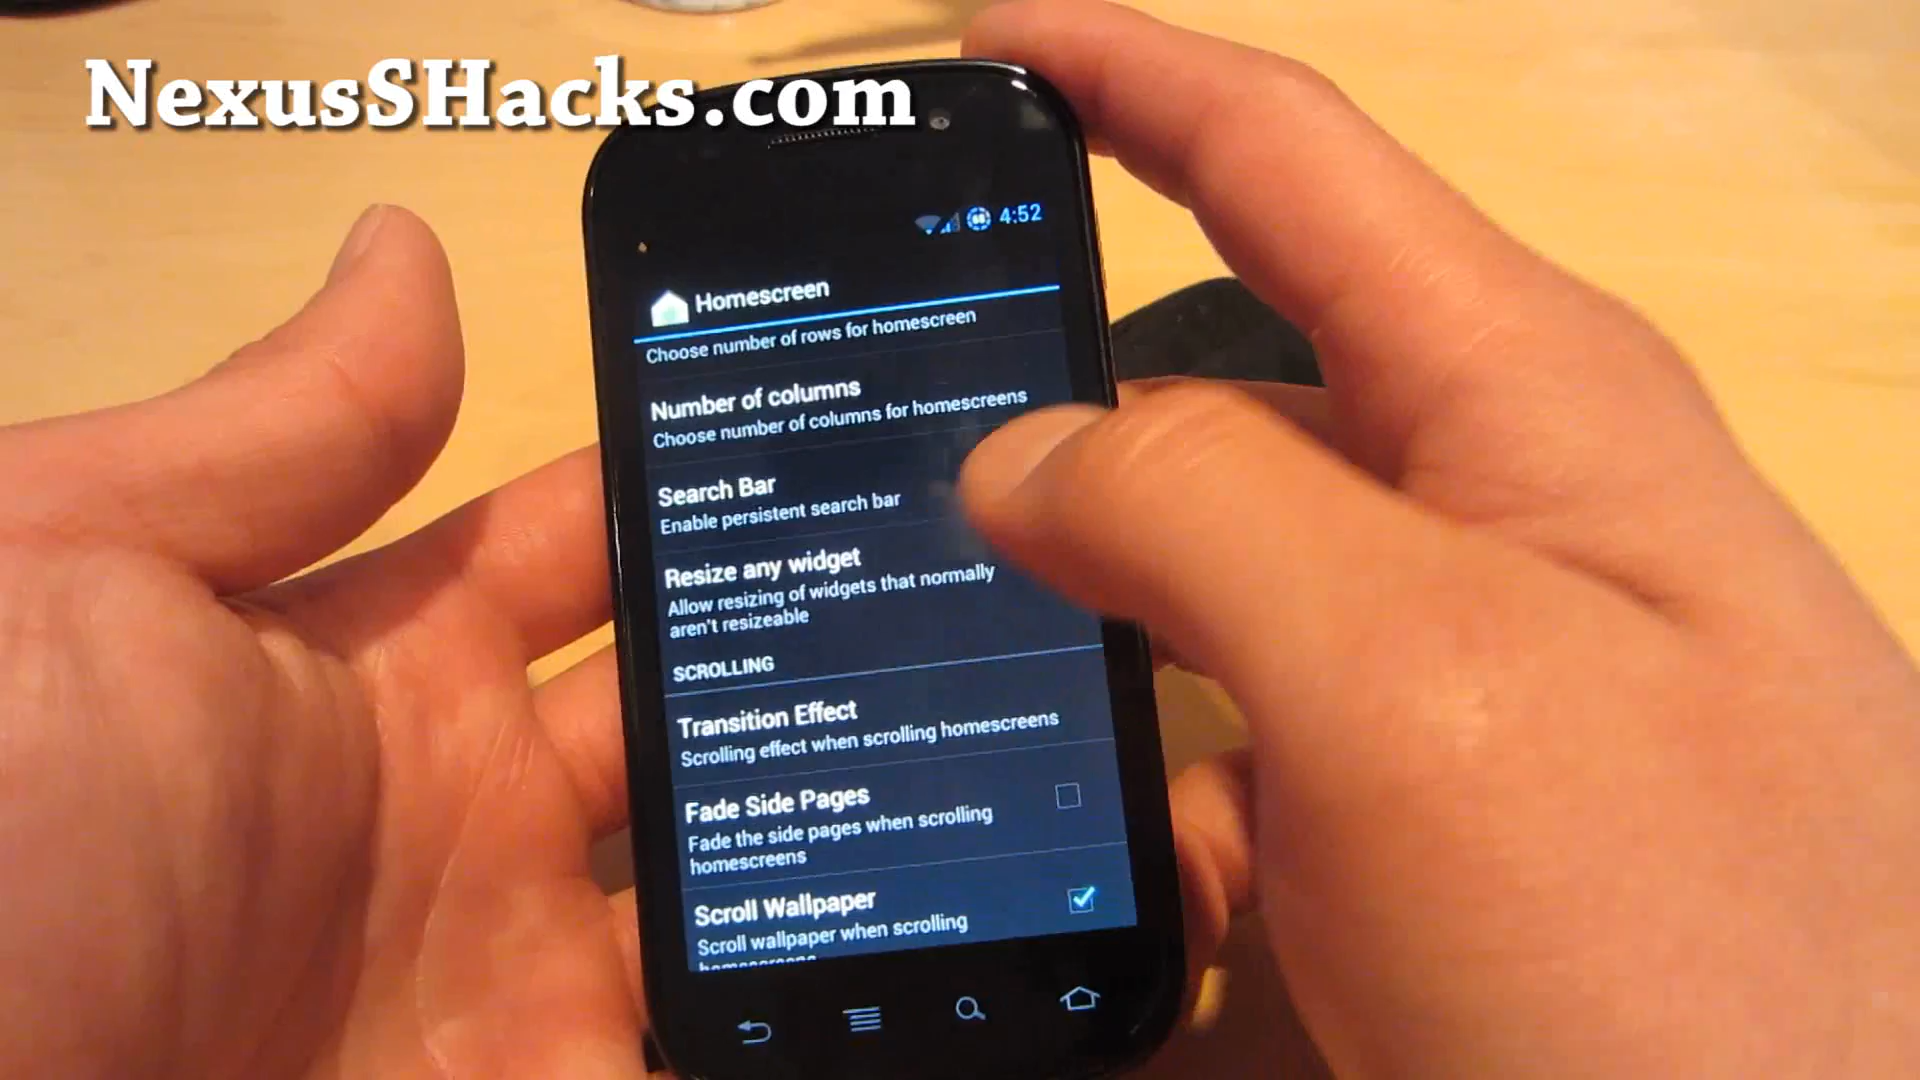 NexusSHacks.com
4:52
Homescreen
Choose number of rows for homescreen
Number of columns
Choose number of columns for homescreens
Search Bar
Enable persistent search bar
Resize any widget
Allow resizing of widgets that normally
aren't resizeable
SCROLLING
Transition Effect
Scrolling effect when scrolling homescreens
Fade Side Pages
Fade the side pages when scrolling
homescreens
Scroll Wallpaper
Scroll wallpaper when scrolling
homescreens